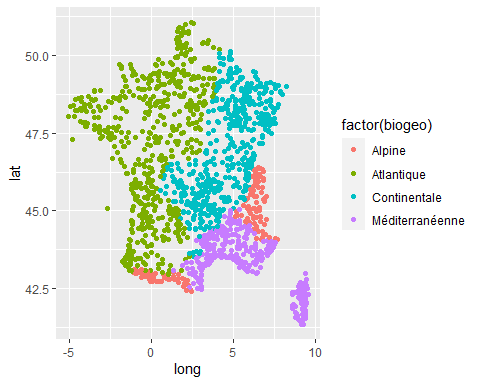 50.0
47.5
45.0
42.5
lat
-5
0
5
10
long
factor(biogeo)
Alpine
Atlantique
Continentale
Méditerranéenne